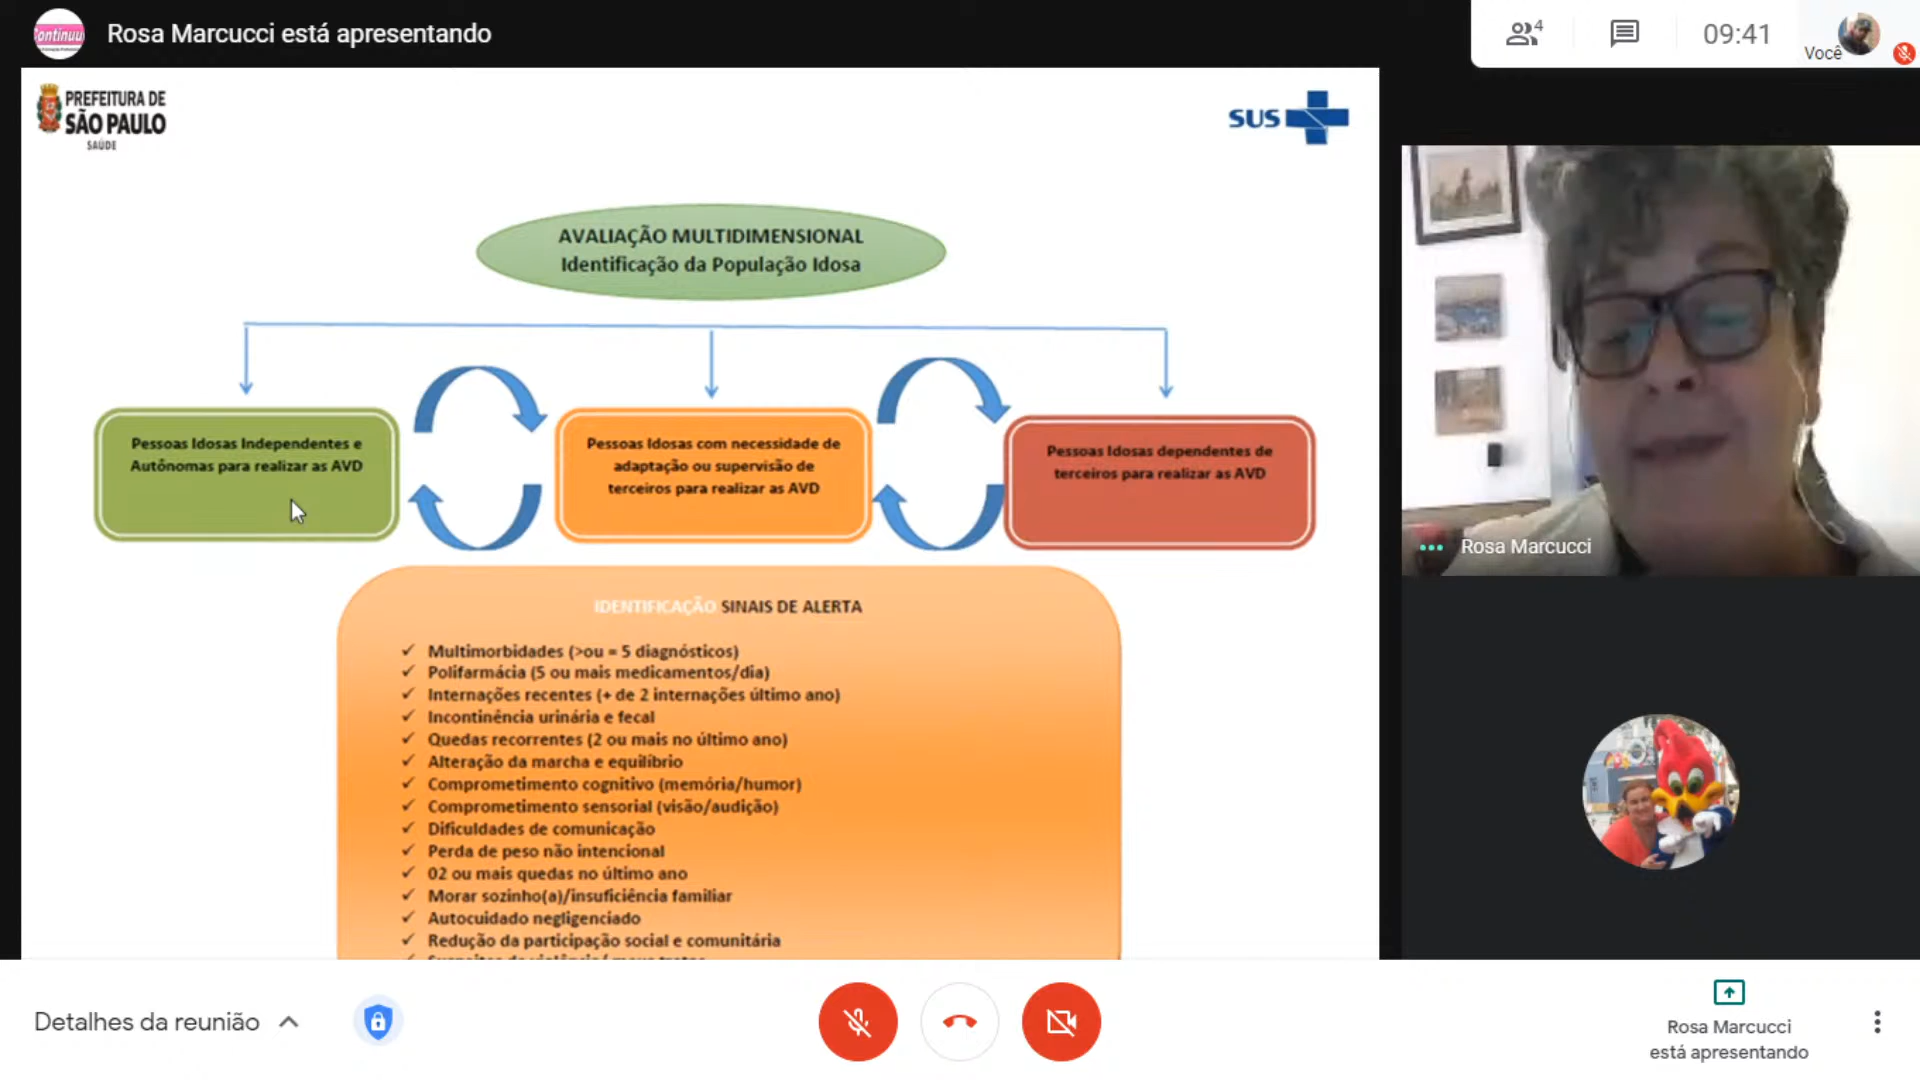 Continuu
Rosa Marcucci está apresentando
4
09:41
Você
PREFEITURA DE
SÃO PAULO
SAÚDE
SUS
AVALIAÇÃO MULTIDIMENSIONAL
Identificação da População Idosa
Pessoas Idosas Independentes e
Autônomas para realizar as AVD
Pessoas Idosas com necessidade de
adaptação ou supervisão de
terceiros para realizar as AVD
Pessoas Idosas dependentes de
terceiros para realizar as AVD
IDENTIFICAÇÃO SINAIS DE ALERTA
✓ Multimorbidades (>ou = 5 diagnósticos)
✓ Polifarmácia (5 ou mais medicamentos/dia)
✓ Internações recentes (+ de 2 internações último ano)
✓ Incontinência urinária e fecal
✓ Quedas recorrentes (2 ou mais no último ano)
✓ Alteração da marcha e equilíbrio
✓ Comprometimento cognitivo (memória/humor)
✓ Comprometimento sensorial (visão/audição)
✓ Dificuldades de comunicação
✓ Perda de peso não intencional
✓ 02 ou mais quedas no último ano
✓ Morar sozinho(a)/insuficiência familiar
✓ Autocuidado negligenciado
✓ Redução da participação social e comunitária
Rosa Marcucci
Detalhes da reunião
Rosa Marcucci
está apresentando